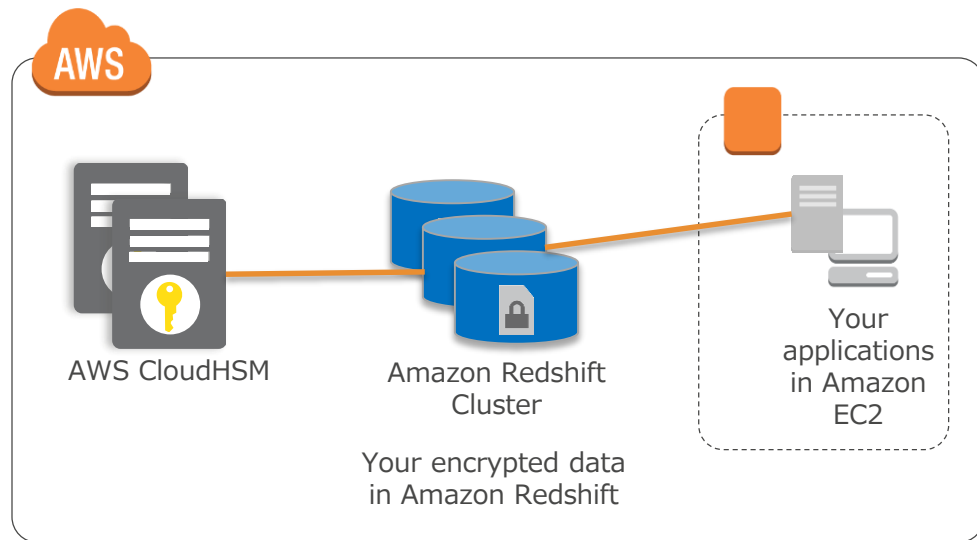 AWS
AWS CloudHSM
Amazon Redshift
Cluster
Your encrypted data
in Amazon Redshift
Your
applications
in Amazon
EC2